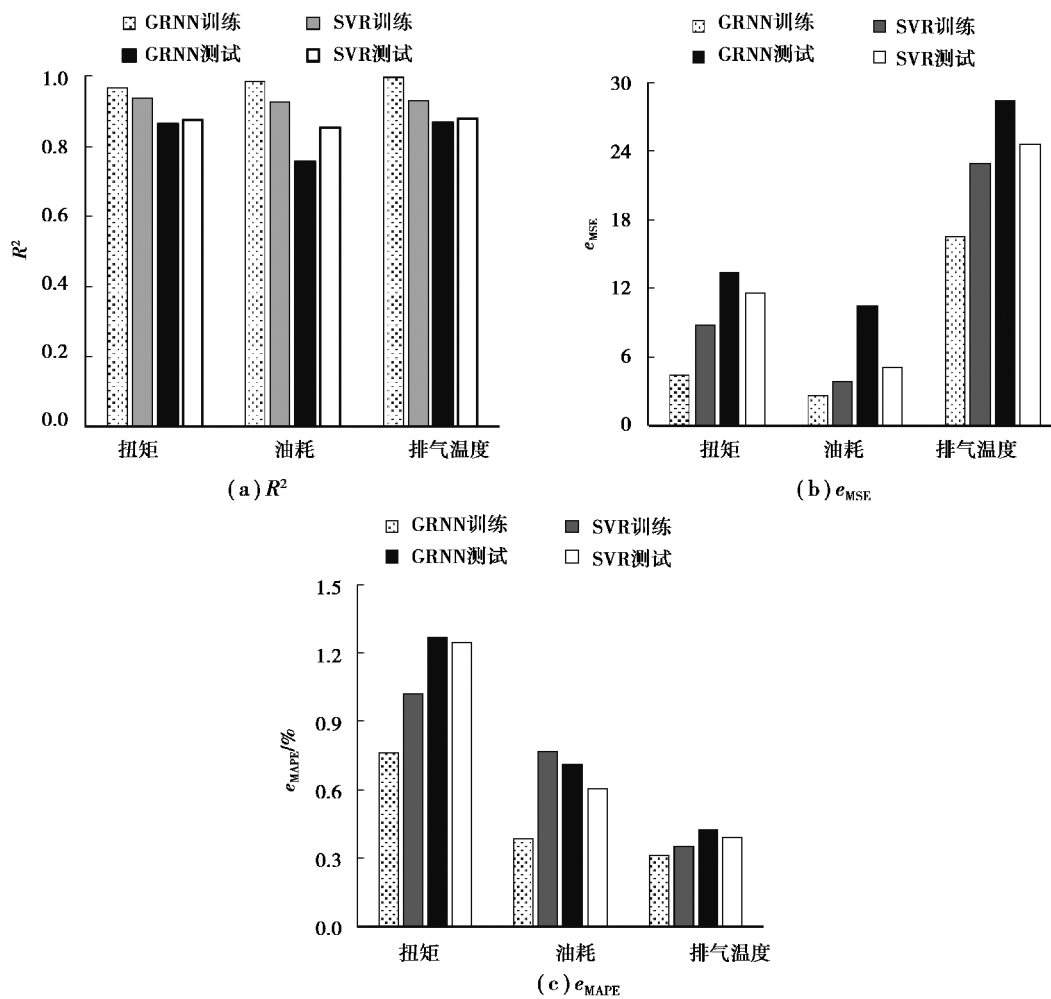 GRNN训练 SVR训练
GRNN测试 SVR测试
1.0
0.8
0.6
0.4
0.2
0.0
R²
扭矩 油耗 排气温度
(a)R²
GRNN训练 SVR训练
GRNN测试 SVR测试
30
24
18
12
6
0
e_MSE
扭矩 油耗 排气温度
(b)e_MSE
GRNN训练 SVR训练
GRNN测试 SVR测试
1.5
1.2
0.9
0.6
0.3
0.0
e_MAPE/%
扭矩 油耗 排气温度
(c)e_MAPE